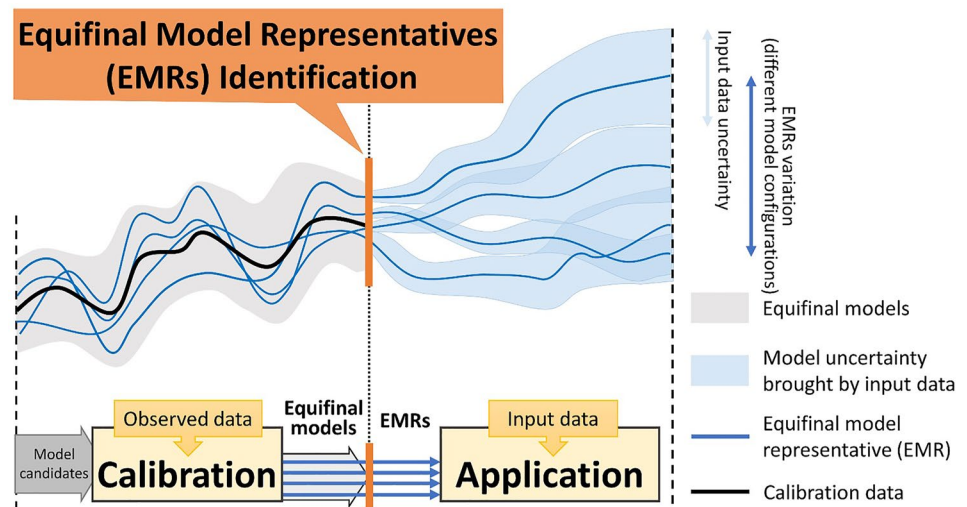 Equifinal Model Representatives
(EMRs) Identification
Input data uncertainty
EMRs variation
(different model configurations)
Equifinal models
Model uncertainty
brought by input data
Equifinal model
representative (EMR)
Calibration data
Observed data
Equifinal
models
EMRs
Input data
Model
candidates
Calibration
Application